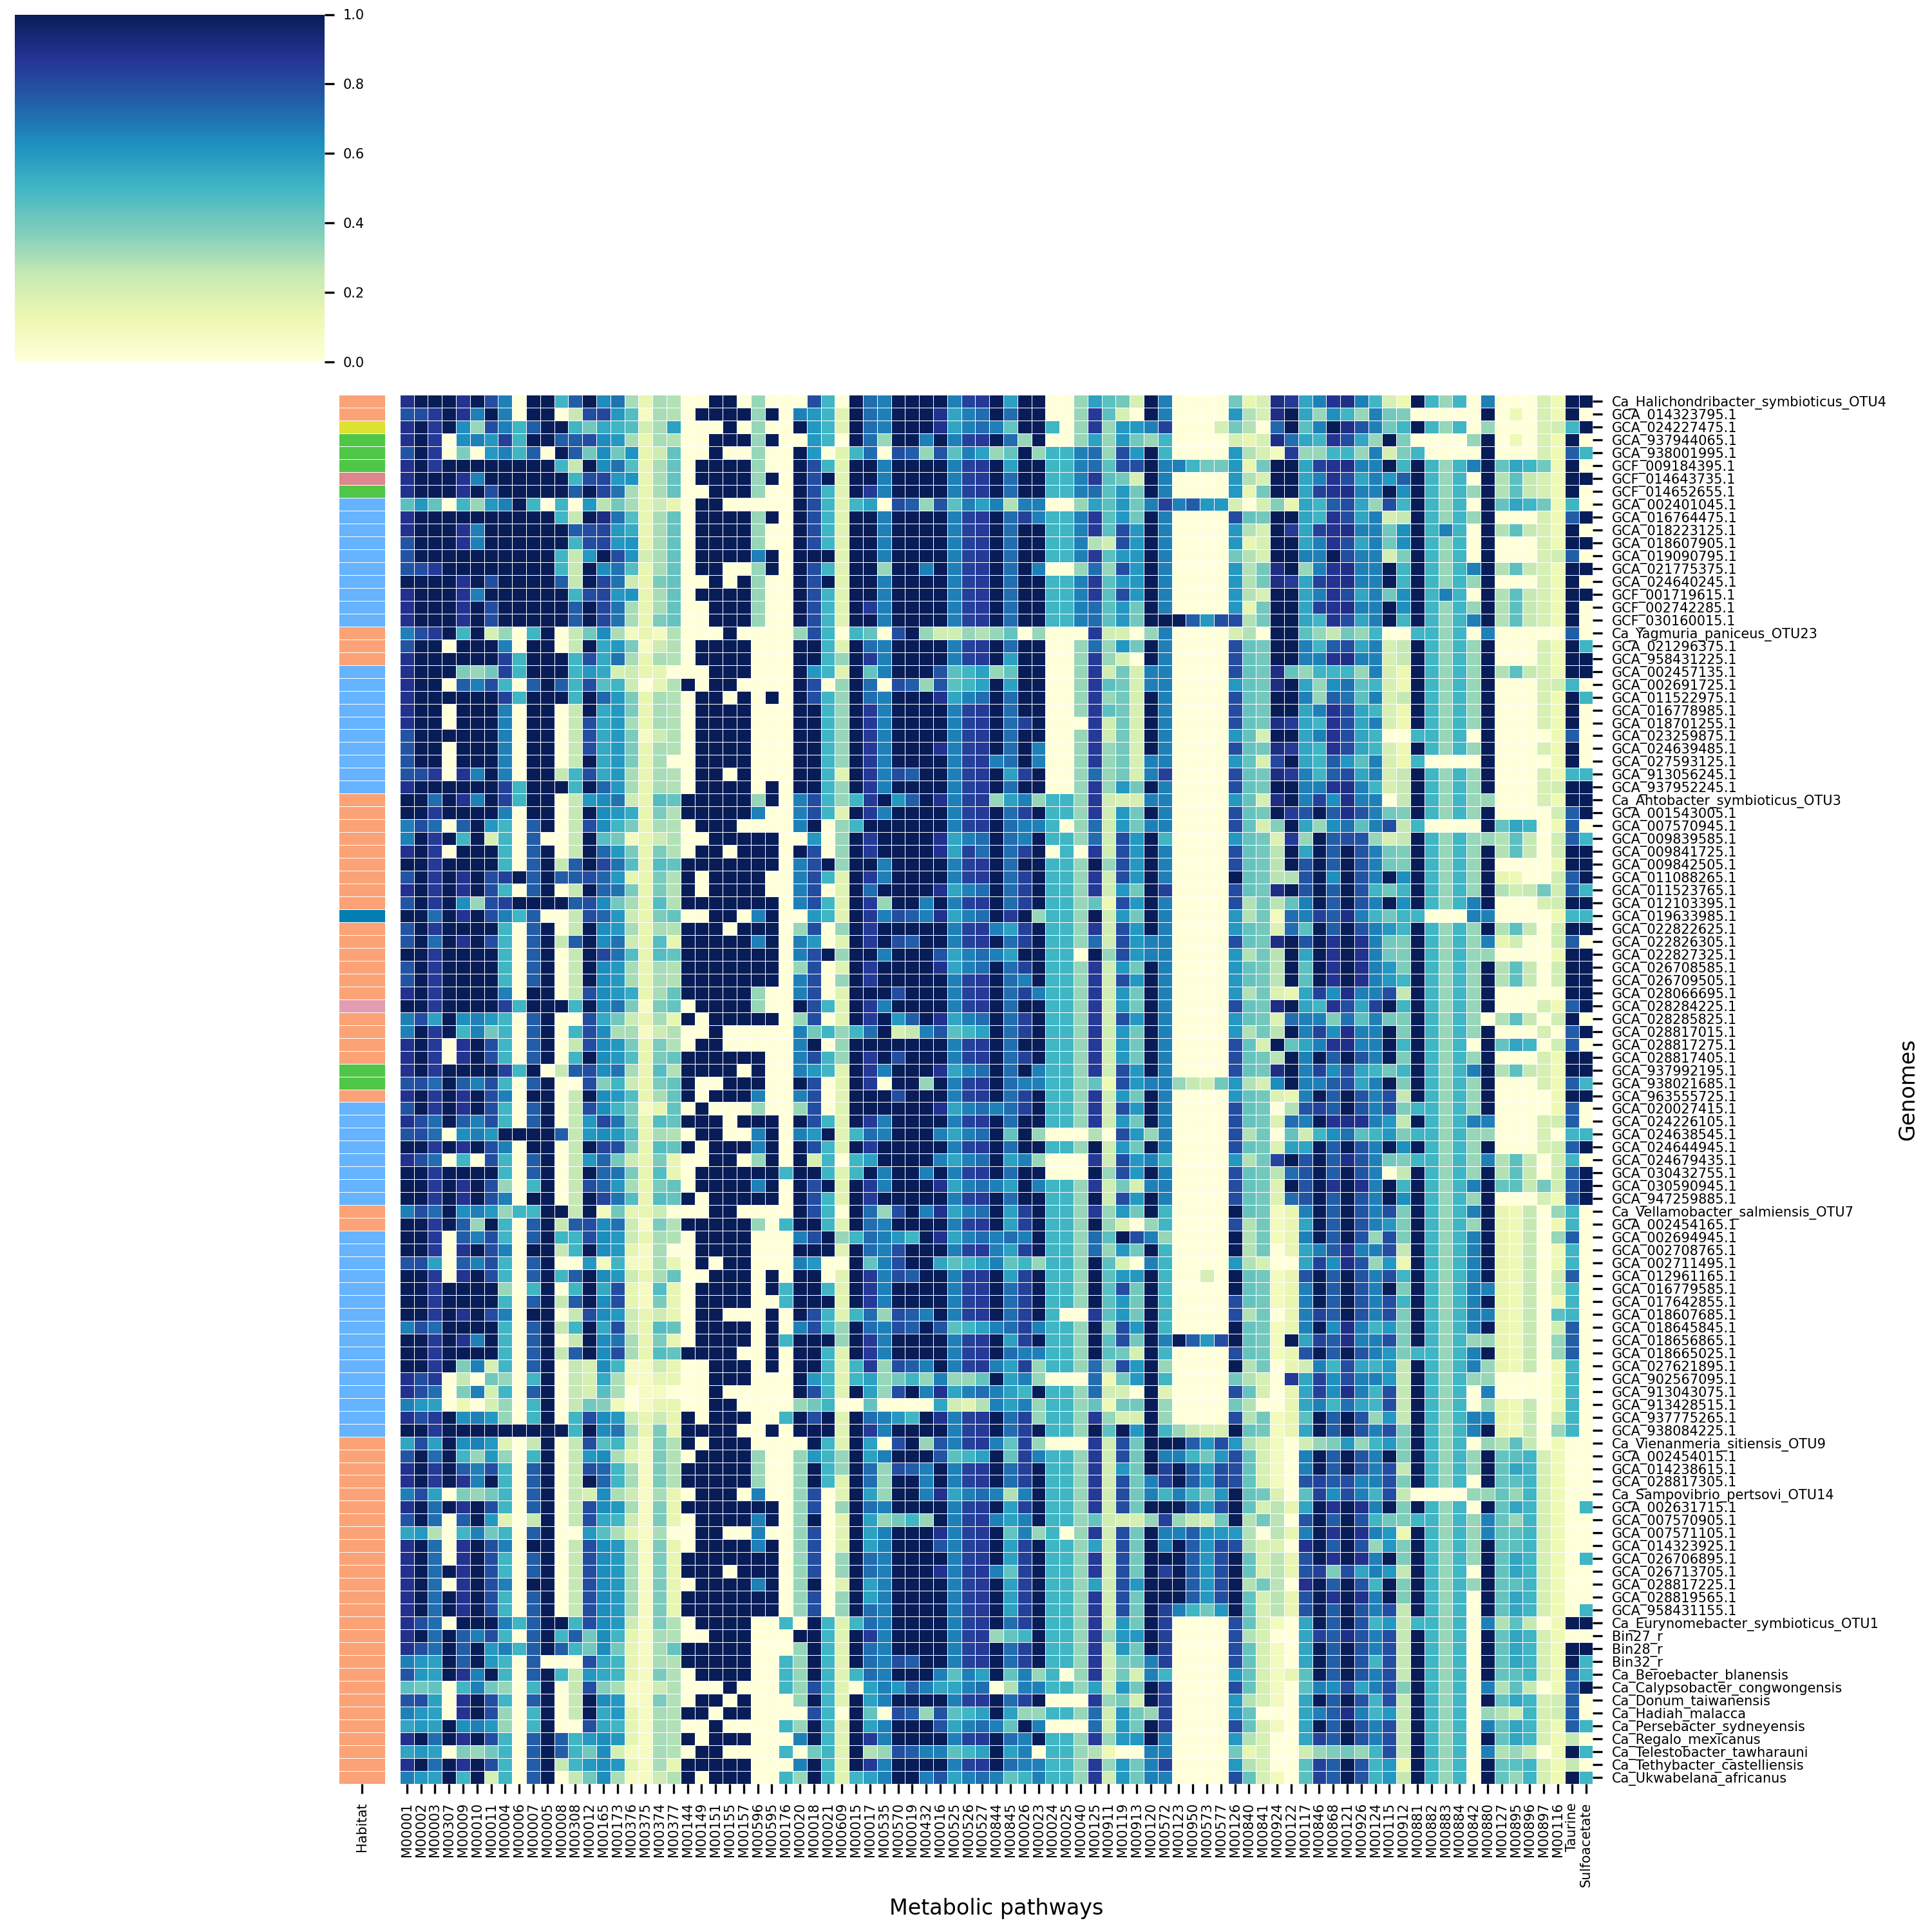 1.0
0.8
0.6
0.4
0.2
0.0
Ca_Halichondribacter_symbioticus_OTU4
GCA_014323795.1
GCA_024227475.1
GCA_937944065.1
GCA_938001995.1
GCF_009184395.1
GCF_014643735.1
GCF_014652655.1
GCA_002401045.1
GCA_016764475.1
GCA_018223125.1
GCA_018607905.1
GCA_019090795.1
GCA_021775375.1
GCA_024640245.1
GCF_001719615.1
GCF_002742285.1
GCF_030160015.1
Ca_Yagmuria_paniceus_OTU23
GCA_021296375.1
GCA_958431225.1
GCA_002457135.1
GCA_002691725.1
GCA_011522975.1
GCA_016778985.1
GCA_018701255.1
GCA_023259875.1
GCA_024639485.1
GCA_027593125.1
GCA_913056245.1
GCA_937952245.1
Ca_Ahtobacter_symbioticus_OTU3
GCA_001543005.1
GCA_007570945.1
GCA_009839585.1
GCA_009841725.1
GCA_009842505.1
GCA_011088265.1
GCA_011523765.1
GCA_012103395.1
GCA_019633985.1
GCA_022822625.1
GCA_022826305.1
GCA_022827325.1
GCA_026708585.1
GCA_026709505.1
GCA_028066695.1
GCA_028284225.1
GCA_028285825.1
GCA_028817015.1
GCA_028817275.1
GCA_028817405.1
GCA_937992195.1
GCA_938021685.1
GCA_963555725.1
GCA_020027415.1
GCA_024226105.1
GCA_024638545.1
GCA_024644945.1
GCA_024679435.1
GCA_030432755.1
GCA_030590945.1
GCA_947259885.1
Ca_Vellamobacter_salmiensis_OTU7
GCA_002454165.1
GCA_002694945.1
GCA_002708765.1
GCA_002711495.1
GCA_012961165.1
GCA_016779585.1
GCA_017642855.1
GCA_018607685.1
GCA_018645845.1
GCA_018656865.1
GCA_018665025.1
GCA_027621895.1
GCA_902567095.1
GCA_913043075.1
GCA_913428515.1
GCA_937775265.1
GCA_938084225.1
Ca_Vienanmeria_sitiensis_OTU9
GCA_002454015.1
GCA_014238615.1
GCA_028817305.1
Ca_Sampovibrio_pertsovi_OTU14
GCA_002631715.1
GCA_007570905.1
GCA_007571105.1
GCA_014323925.1
GCA_026706895.1
GCA_026713705.1
GCA_028817225.1
GCA_028819565.1
GCA_958431155.1
Ca_Eurynomebacter_symbioticus_OTU1
Bin27_r
Bin28_r
Bin32_r
Ca_Beroebacter_blanensis
Ca_Calypsobacter_congwongensis
Ca_Donum_taiwanensis
Ca_Hadiah_malacca
Ca_Persebacter_sydneyensis
Ca_Regalo_mexicanus
Ca_Telestobacter_tawharauni
Ca_Tethybacter_castelliensis
Ca_Ukwabelana_africanus
Genomes
Habitat
M00001
M00002
M00003
M00307
M00009
M00010
M00011
M00004
M00006
M00007
M00005
M00008
M00308
M00012
M00165
M00173
M00376
M00375
M00374
M00377
M00144
M00149
M00151
M00155
M00157
M00596
M00595
M00176
M00020
M00018
M00021
M00609
M00015
M00017
M00535
M00570
M00019
M00432
M00016
M00525
M00526
M00527
M00844
M00845
M00026
M00023
M00024
M00025
M00040
M00125
M00911
M00119
M00913
M00120
M00572
M00123
M00950
M00573
M00577
M00126
M00840
M00841
M00924
M00122
M00117
M00846
M00868
M00121
M00926
M00124
M00115
M00912
M00881
M00882
M00883
M00884
M00842
M00880
M00127
M00895
M00896
M00897
M00116
Taurine
Sulfoacetate
Metabolic pathways